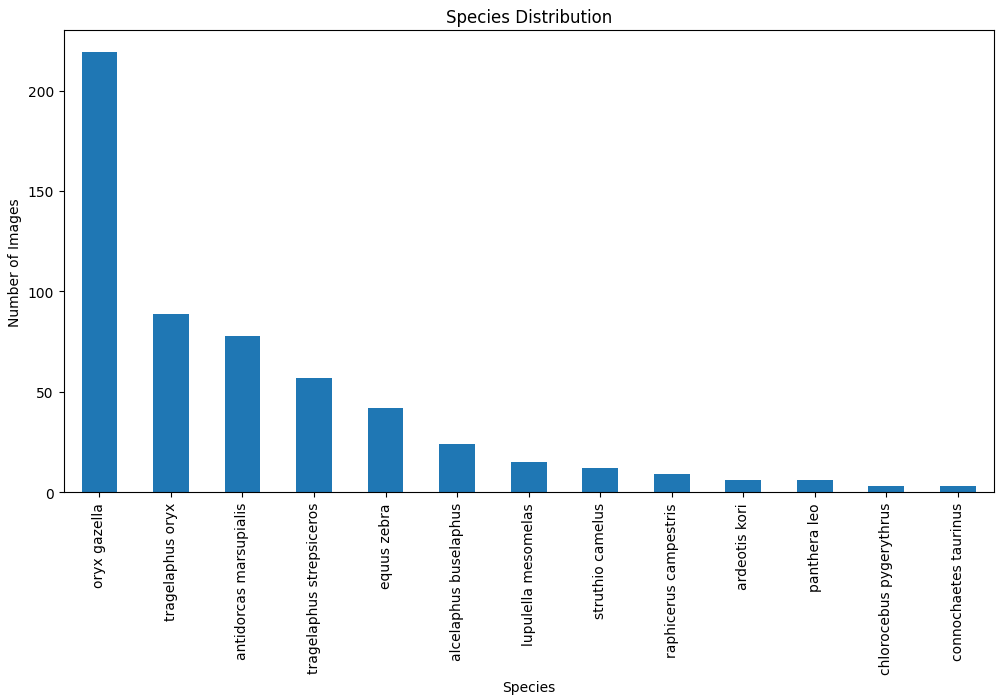 Species Distribution
Number of Images
200
150
100
50
0
oryx gazella
tragelaphus oryx
antidorcas marsupialis
tragelaphus strepsiceros
equus zebra
alcelaphus buselaphus
lupulella mesomelas
struthio camelus
raphicerus campestris
ardeotis kori
panthera leo
chlorocebus pygerythrus
connochaetes taurinus
Species